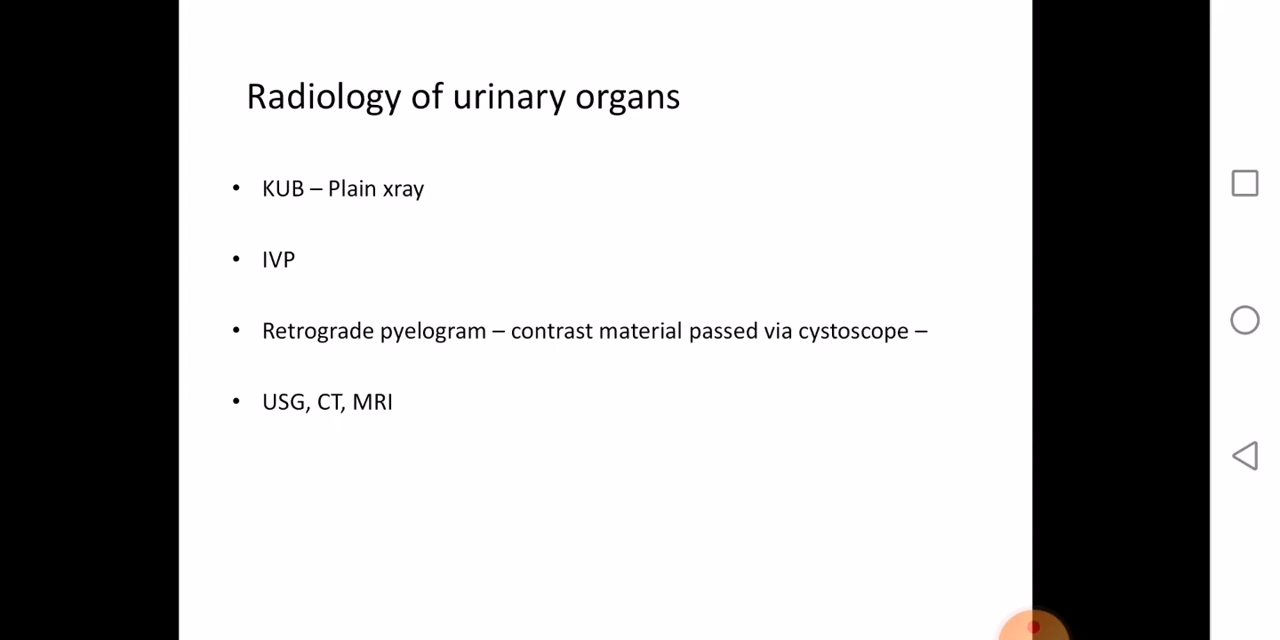 Radiology of urinary organs
• KUB – Plain xray
• IVP
• Retrograde pyelogram – contrast material passed via cystoscope –
• USG, CT, MRI